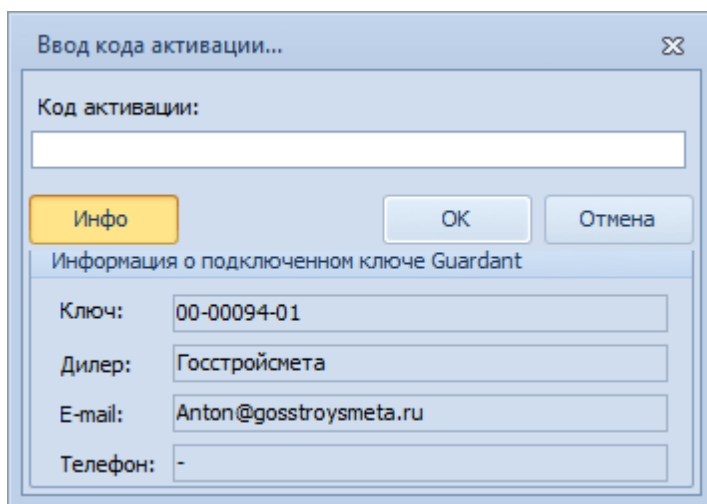 Ввод кода активации...
Код активации:
Инфо
ОК
Отмена
Информация о подключенном ключе Guardant
Ключ:
00-00094-01
Дилер:
Госстройсмета
E-mail:
Anton@gosstroysmeta.ru
Телефон:
-